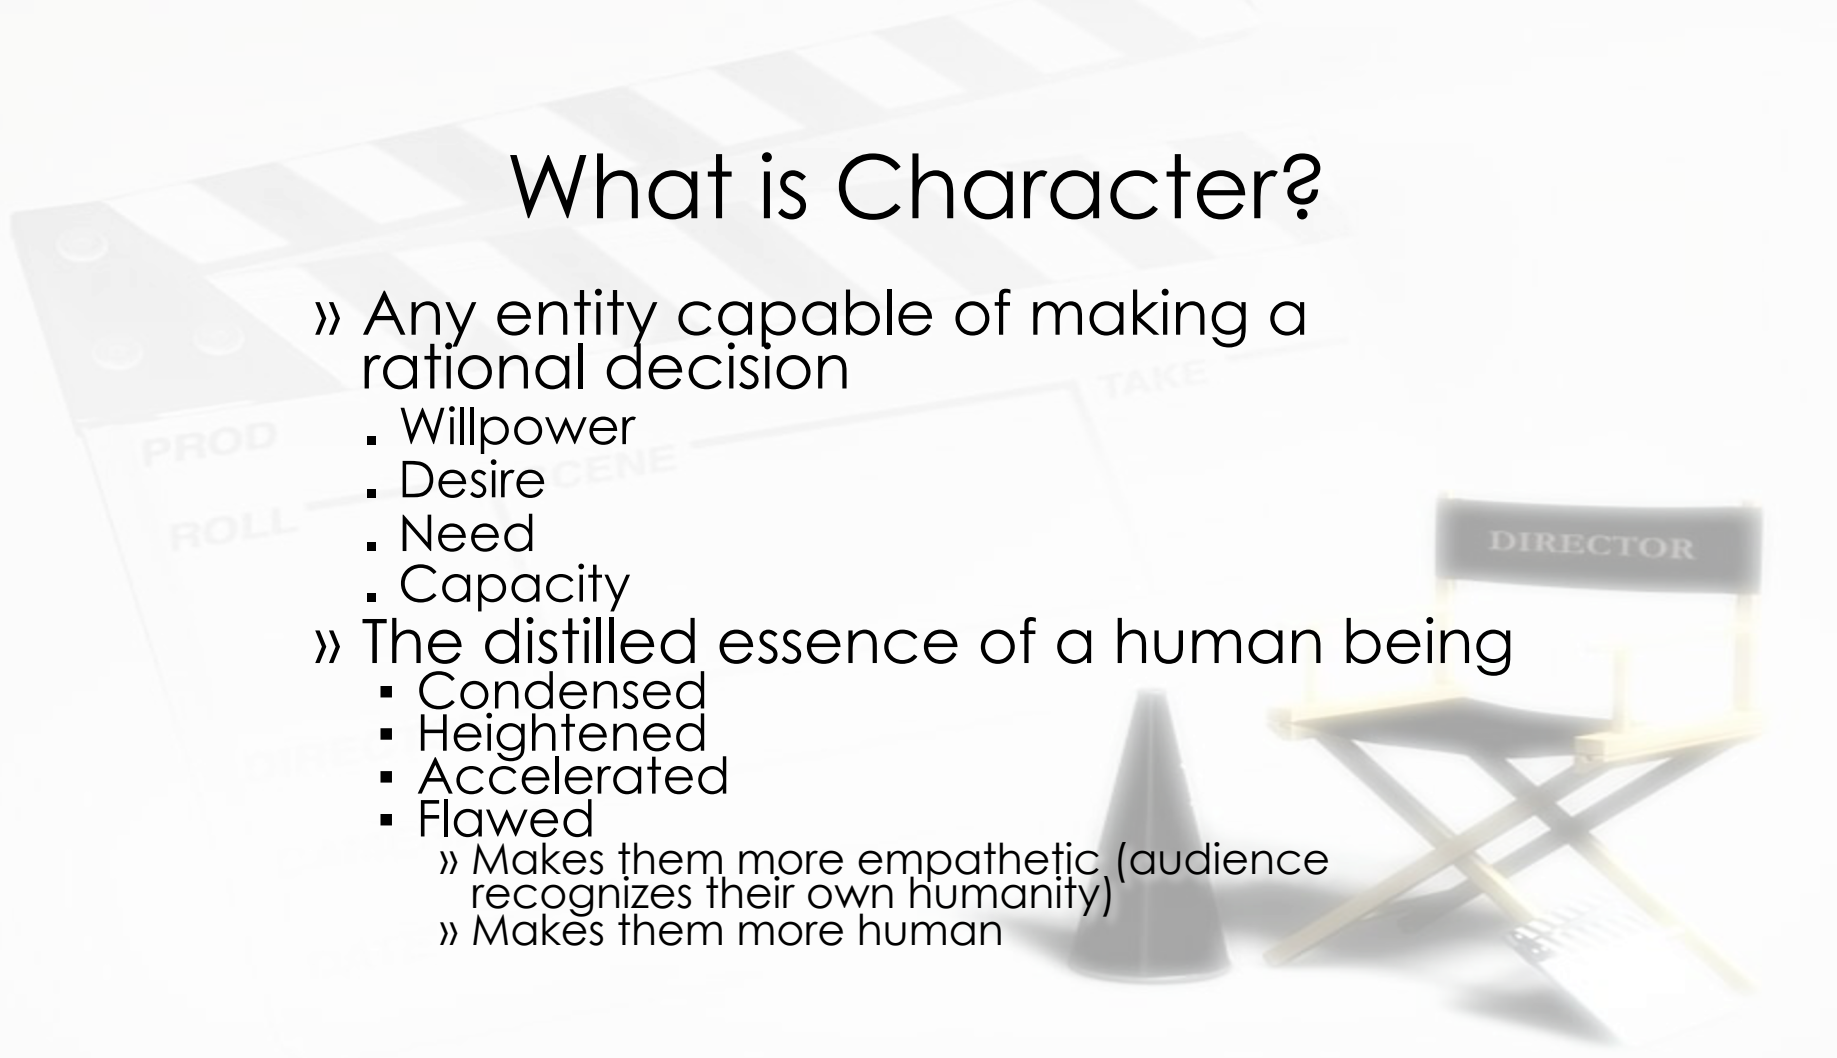 What is Character?
» Any entity capable of making a
rational decision
▪ Willpower
▪ Desire
▪ Need
▪ Capacity
» The distilled essence of a human being
▪ Condensed
▪ Heightened
▪ Accelerated
▪ Flawed
» Makes them more empathetic (audience
recognizes their own humanity)
» Makes them more human
PROD
ROLL
SCENE
TAKE
DIRECTOR